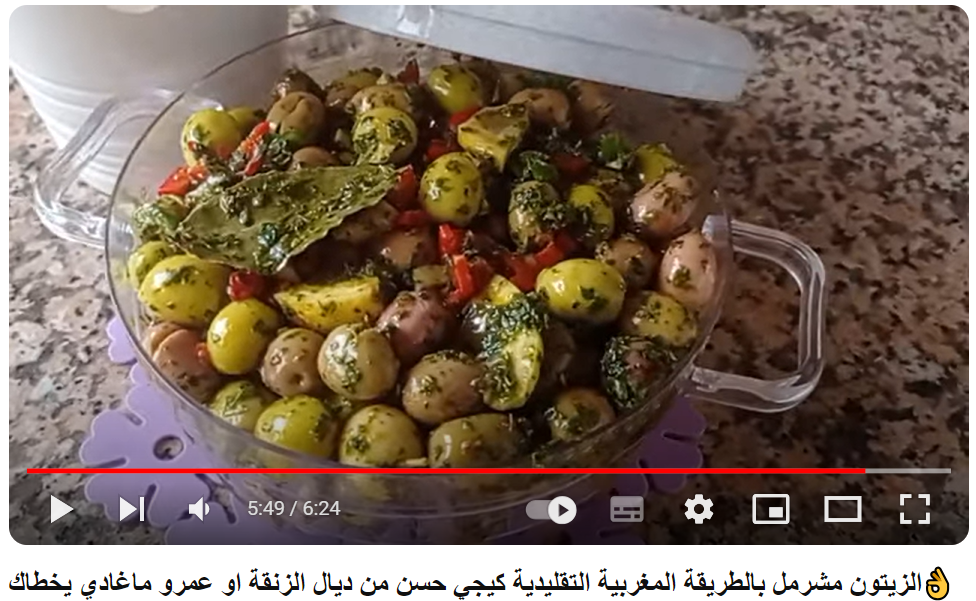 5:49 / 6:24
👌الزيتون مشرمل بالطريقة المغربية التقليدية كيجي حسن من ديال الزنقة او عمرو ماغادي يخطاك